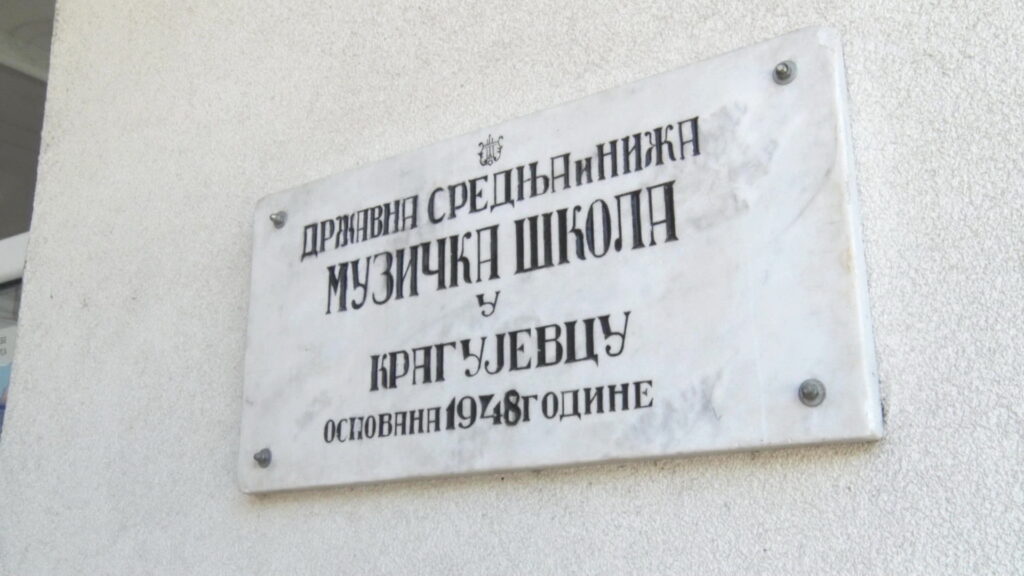 ДРЖАВНА СРЕДЊА и НИЖА
МУЗИЧКА ШКОЛА
У
КРАГУЈЕВЦУ
ОСНОВАНА 1948 ГОДИНЕ